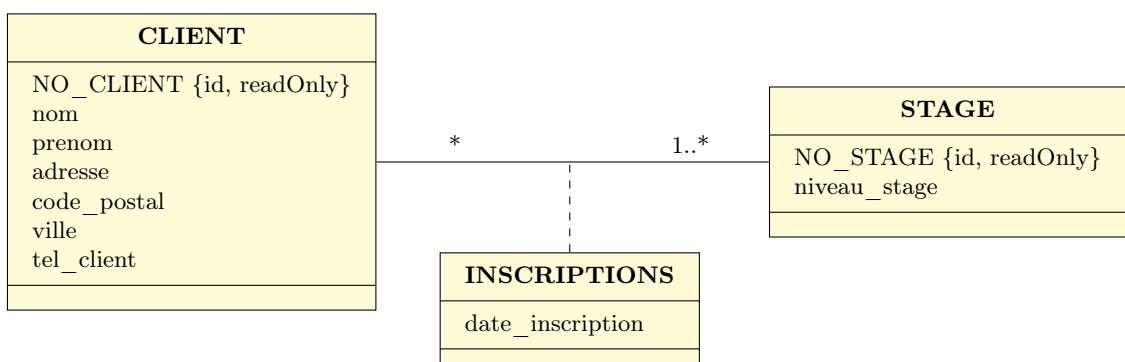 CLIENT
NO_CLIENT {id, readOnly}
nom
prenom
adresse
code_postal
ville
tel_client
*
1..*
STAGE
NO_STAGE {id, readOnly}
niveau_stage
INSCRIPTIONS
date_inscription